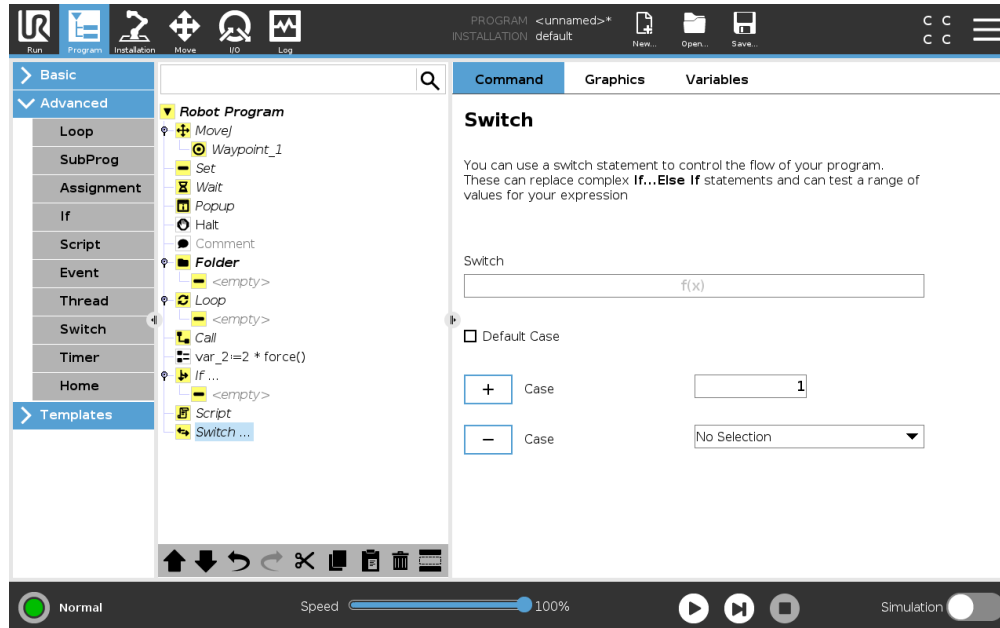 UR
Run
Program
Installation
Move
I/O
Log
PROGRAM <unnamed>*
INSTALLATION default
New...
Open...
Save...
C C
C C
Basic
Advanced
Loop
SubProg
Assignment
If
Script
Event
Thread
Switch
Timer
Home
Templates
Robot Program
MoveJ
Waypoint_1
Set
Wait
Popup
Halt
Comment
Folder
<empty>
Loop
<empty>
Call
var_2:=2 * force()
If ...
<empty>
Script
Switch ...
Command Graphics Variables
Switch
You can use a switch statement to control the flow of your program.
These can replace complex If...Else If statements and can test a range of
values for your expression
Switch
f(x)
Default Case
+ Case 1
− Case No Selection
Normal
Speed 100%
Simulation